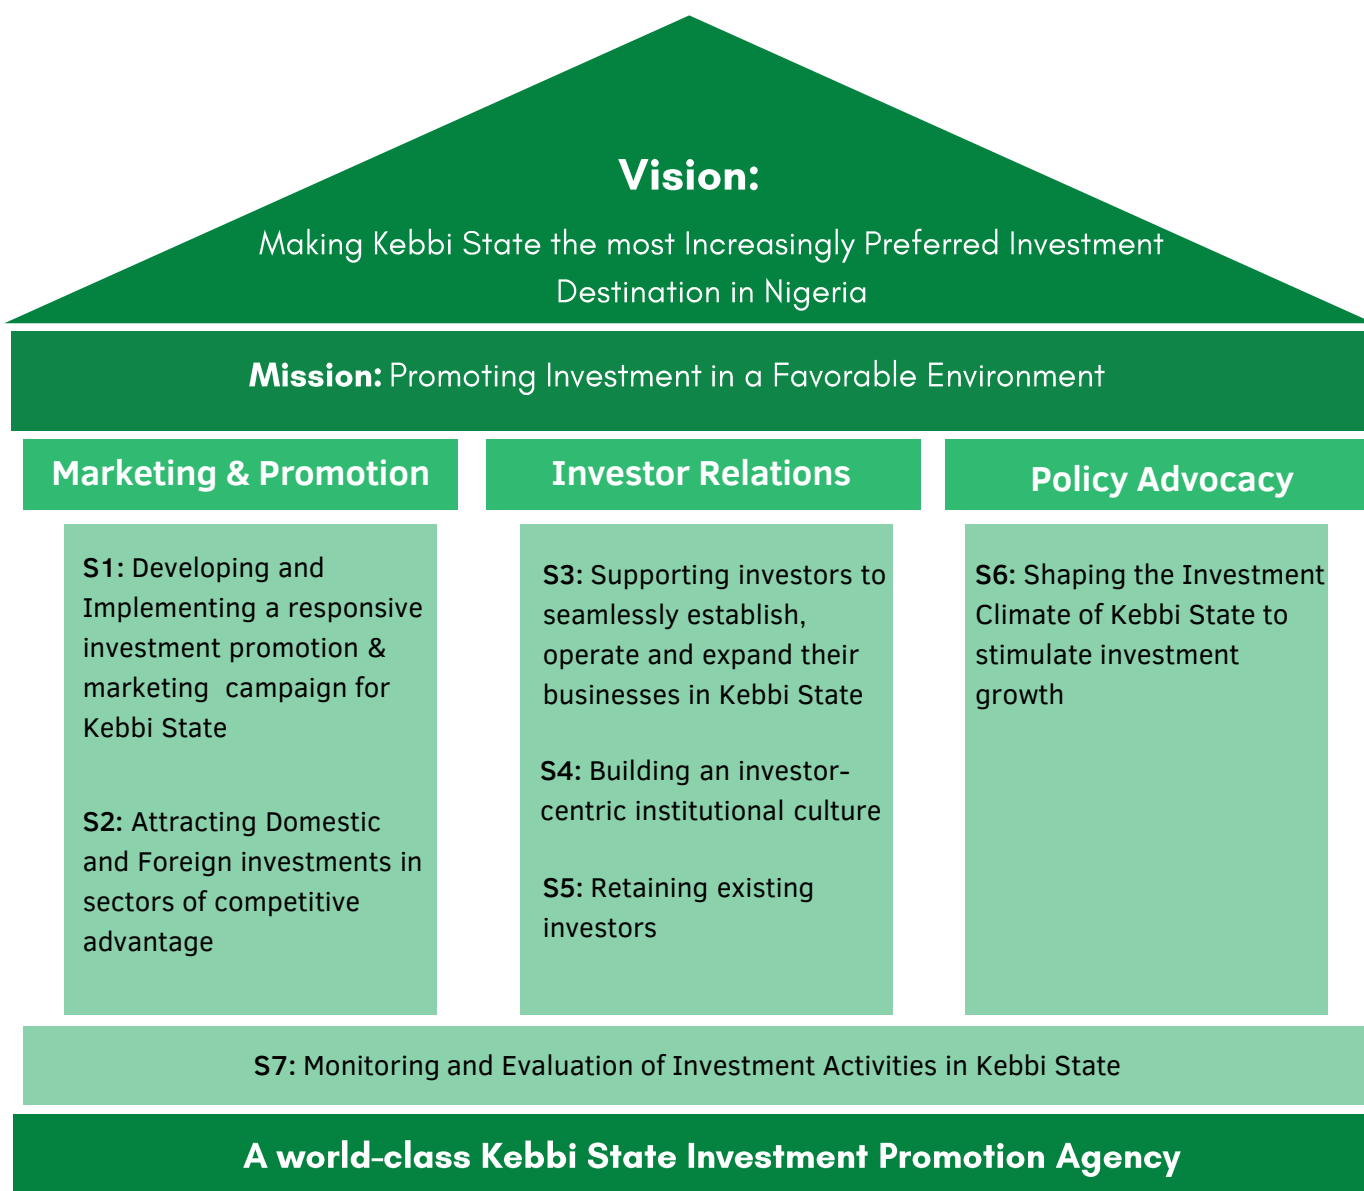 Vision:
Making Kebbi State the most Increasingly Preferred Investment
Destination in Nigeria
Mission: Promoting Investment in a Favorable Environment
Marketing & Promotion
S1: Developing and
Implementing a responsive
investment promotion &
marketing campaign for
Kebbi State
S2: Attracting Domestic
and Foreign investments in
sectors of competitive
advantage
Investor Relations
S3: Supporting investors to
seamlessly establish,
operate and expand their
businesses in Kebbi State
S4: Building an investor-
centric institutional culture
S5: Retaining existing
investors
Policy Advocacy
S6: Shaping the Investment
Climate of Kebbi State to
stimulate investment
growth
S7: Monitoring and Evaluation of Investment Activities in Kebbi State
A world-class Kebbi State Investment Promotion Agency